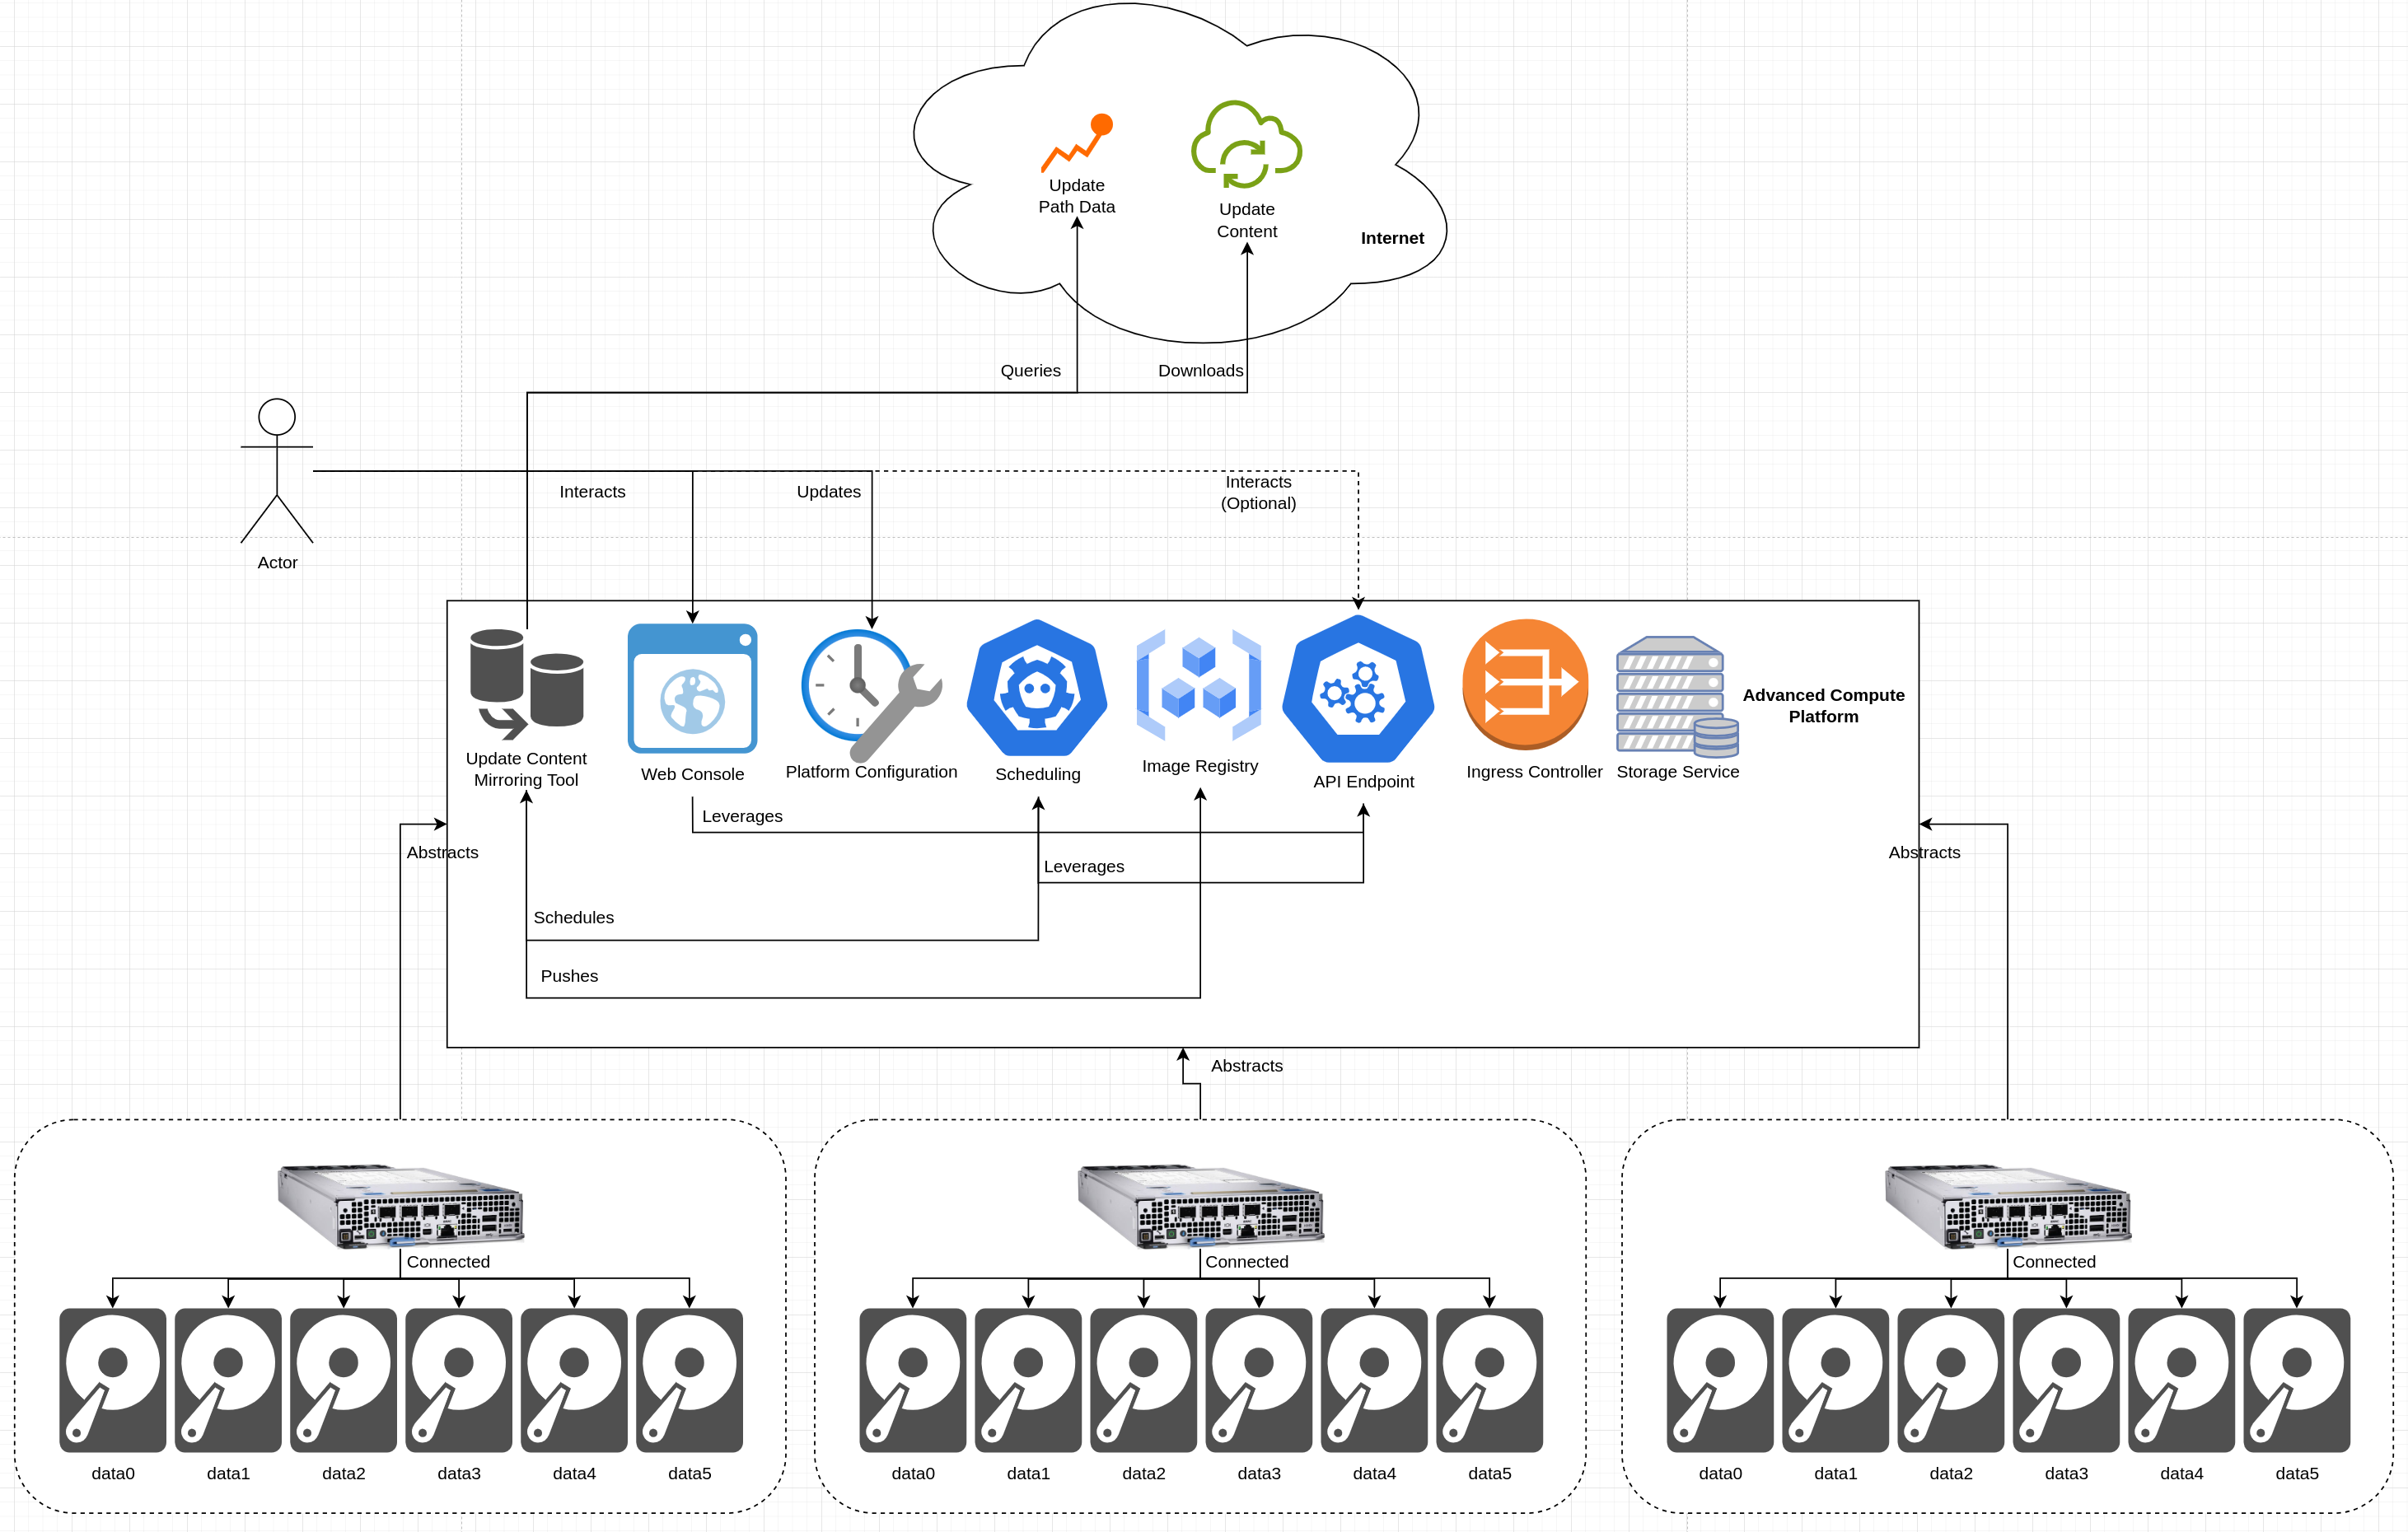 Update
Path Data
Update
Content
Internet
Queries
Downloads
Actor
Interacts
Updates
Interacts
(Optional)
Update Content
Mirroring Tool
Web Console
Platform Configuration
Scheduling
Image Registry
API Endpoint
Ingress Controller
Storage Service
Advanced Compute
Platform
Leverages
Abstracts
Leverages
Abstracts
Schedules
Pushes
Abstracts
Connected
Connected
Connected
data0
data1
data2
data3
data4
data5
data0
data1
data2
data3
data4
data5
data0
data1
data2
data3
data4
data5